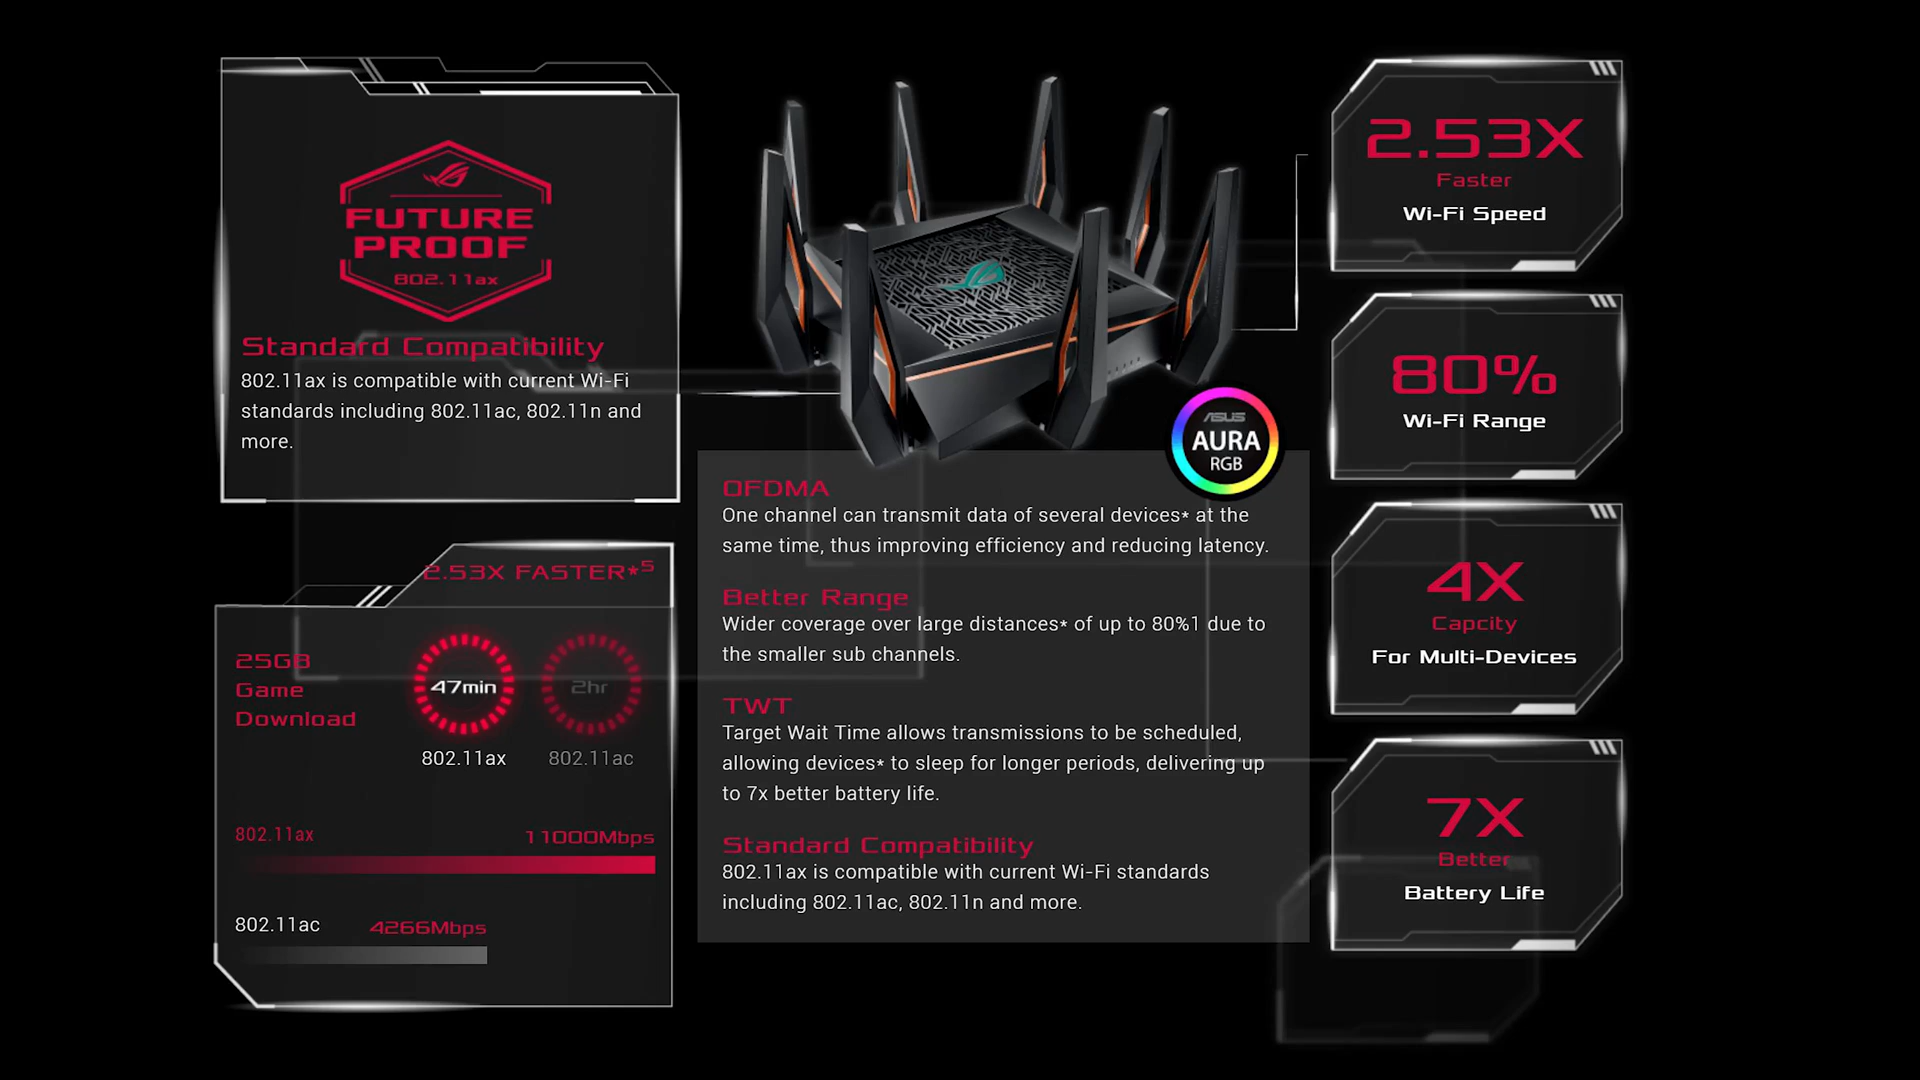 FUTURE
PROOF
802.11ax
Standard Compatibility
802.11ax is compatible with current Wi-Fi
standards including 802.11ac, 802.11n and
more.
2.53X FASTER*5
25GB
Game
Download
47min
2hr
802.11ax
802.11ac
802.11ax
11000Mbps
802.11ac
4266Mbps
ASUS
AURA
RGB
OFDMA
One channel can transmit data of several devices* at the
same time, thus improving efficiency and reducing latency.
Better Range
Wider coverage over large distances* of up to 80%1 due to
the smaller sub channels.
TWT
Target Wait Time allows transmissions to be scheduled,
allowing devices* to sleep for longer periods, delivering up
to 7x better battery life.
Standard Compatibility
802.11ax is compatible with current Wi-Fi standards
including 802.11ac, 802.11n and more.
2.53X
Faster
Wi-Fi Speed
80%
Wi-Fi Range
4X
Capcity
For Multi-Devices
7X
Better
Battery Life